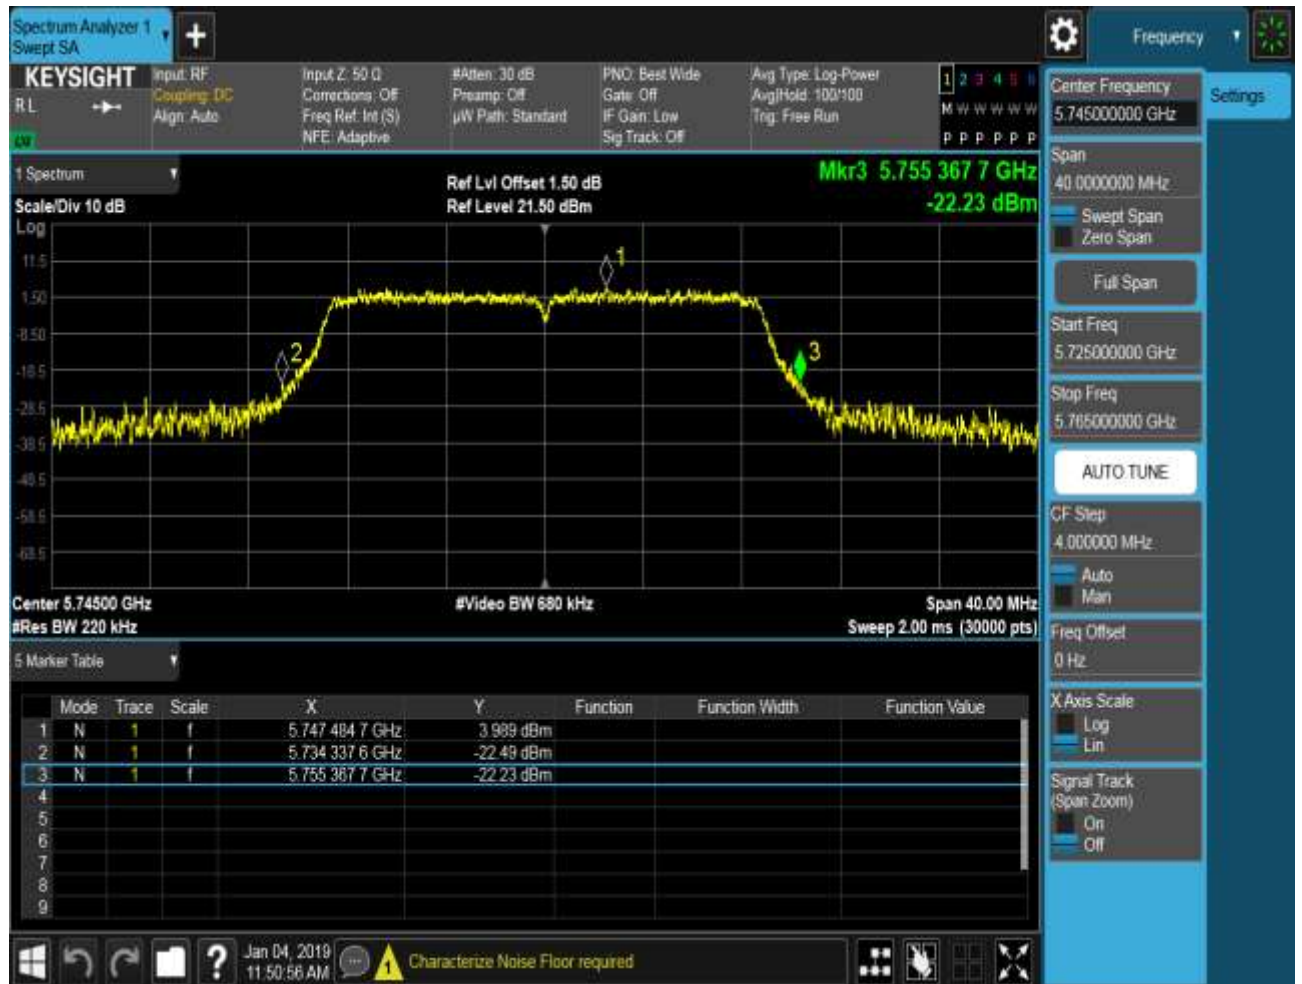 Spectrum Analyzer 1
Swept SA
+
Frequency
KEYSIGHT
RL
Input: RF
Coupling: DC
Align: Auto
Input Z: 50 Ω
Corrections: Off
Freq Ref: Int (S)
NFE: Adaptive
#Atten: 30 dB
Preamp: Off
µW Path: Standard
PNO: Best Wide
Gate: Off
IF Gain: Low
Sig Track: Off
Avg Type: Log-Power
Avg|Hold: 100/100
Trig: Free Run
1 2 3 4 5 6
M W W W W W
P P P P P P
Center Frequency
5.745000000 GHz
Settings
Span
40.0000000 MHz
Swept Span
Zero Span
Full Span
Start Freq
5.725000000 GHz
Stop Freq
5.765000000 GHz
AUTO TUNE
CF Step
4.000000 MHz
Auto
Man
Freq Offset
0 Hz
X Axis Scale
Log
Lin
Signal Track
(Span Zoom)
On
Off
1 Spectrum
Scale/Div 10 dB
Ref Lvl Offset 1.50 dB
Ref Level 21.50 dBm
Mkr3 5.755 367 7 GHz
-22.23 dBm
Log
11.5
1.50
-8.50
-18.5
-28.5
-38.5
-48.5
-58.5
-68.5
1
2
3
Center 5.74500 GHz
#Res BW 220 kHz
#Video BW 680 kHz
Span 40.00 MHz
Sweep 2.00 ms (30000 pts)
5 Marker Table
Mode Trace Scale X Y Function Function Width Function Value
1 N 1 f 5.747 484 7 GHz 3.989 dBm
2 N 1 f 5.734 337 6 GHz -22.49 dBm
3 N 1 f 5.755 367 7 GHz -22.23 dBm
4
5
6
7
8
9
?
Jan 04, 2019
11:50:56 AM
1
Characterize Noise Floor required